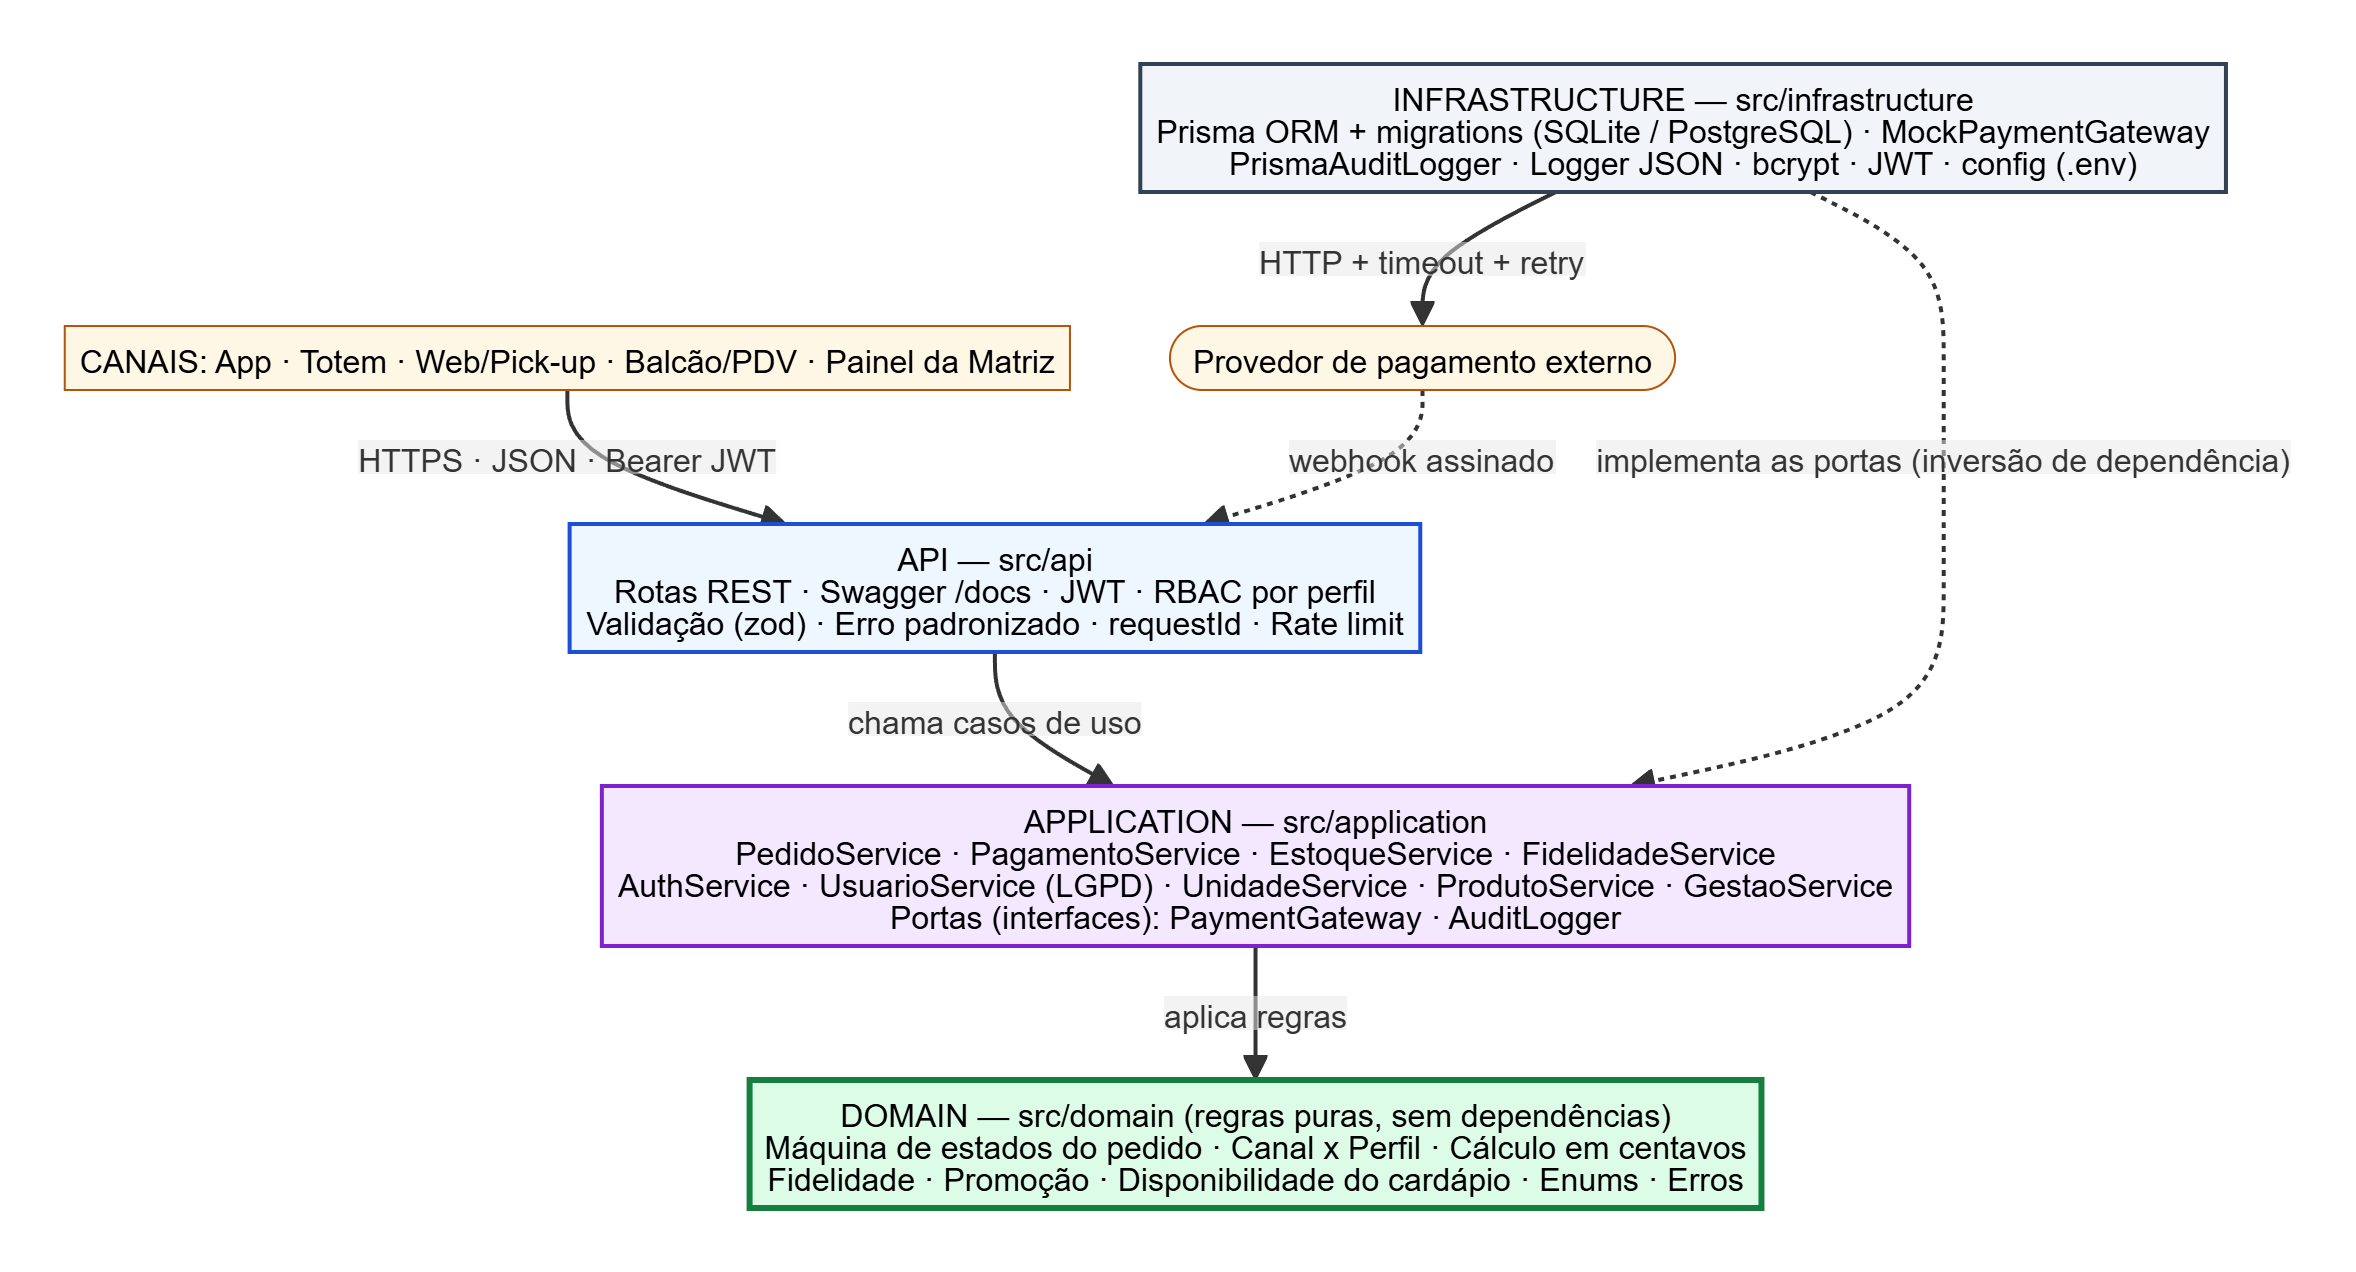 INFRASTRUCTURE — src/infrastructure
Prisma ORM + migrations (SQLite / PostgreSQL) · MockPaymentGateway
PrismaAuditLogger · Logger JSON · bcrypt · JWT · config (.env)
HTTP + timeout + retry
CANAIS: App · Totem · Web/Pick-up · Balcão/PDV · Painel da Matriz
Provedor de pagamento externo
HTTPS · JSON · Bearer JWT
webhook assinado
implementa as portas (inversão de dependência)
API — src/api
Rotas REST · Swagger /docs · JWT · RBAC por perfil
Validação (zod) · Erro padronizado · requestId · Rate limit
chama casos de uso
APPLICATION — src/application
PedidoService · PagamentoService · EstoqueService · FidelidadeService
AuthService · UsuarioService (LGPD) · UnidadeService · ProdutoService · GestaoService
Portas (interfaces): PaymentGateway · AuditLogger
aplica regras
DOMAIN — src/domain (regras puras, sem dependências)
Máquina de estados do pedido · Canal x Perfil · Cálculo em centavos
Fidelidade · Promoção · Disponibilidade do cardápio · Enums · Erros